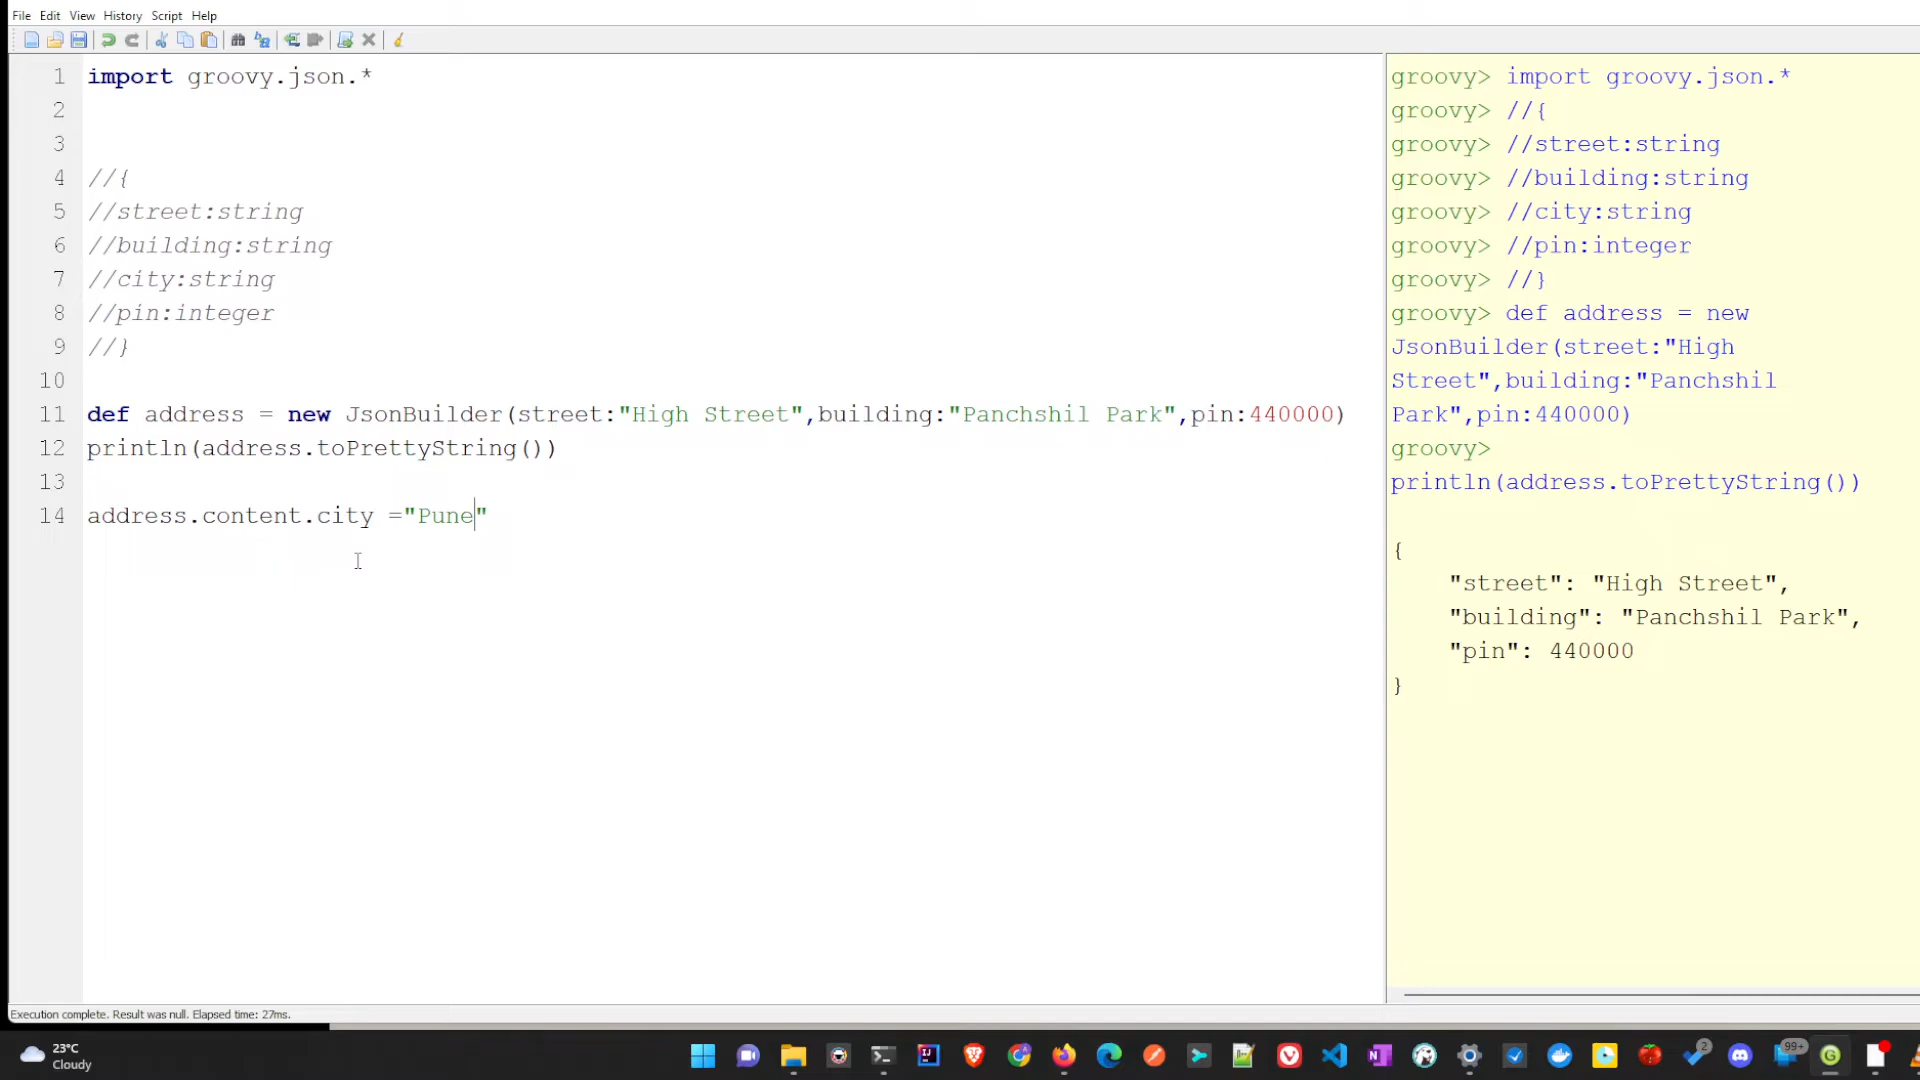 File Edit View History Script Help
1 import groovy.json.*
2
3
4 //{
5 //street:string
6 //building:string
7 //city:string
8 //pin:integer
9 //}
10
11 def address = new JsonBuilder(street:"High Street",building:"Panchshil Park",pin:440000)
12 println(address.toPrettyString())
13
14 address.content.city ="Pune"
groovy> import groovy.json.*
groovy> //{
groovy> //street:string
groovy> //building:string
groovy> //city:string
groovy> //pin:integer
groovy> //}
groovy> def address = new
JsonBuilder(street:"High
Street",building:"Panchshil
Park",pin:440000)
groovy>
println(address.toPrettyString())
{
"street": "High Street",
"building": "Panchshil Park",
"pin": 440000
}
Execution complete. Result was null. Elapsed time: 27ms.
23°C
Cloudy
2
99+